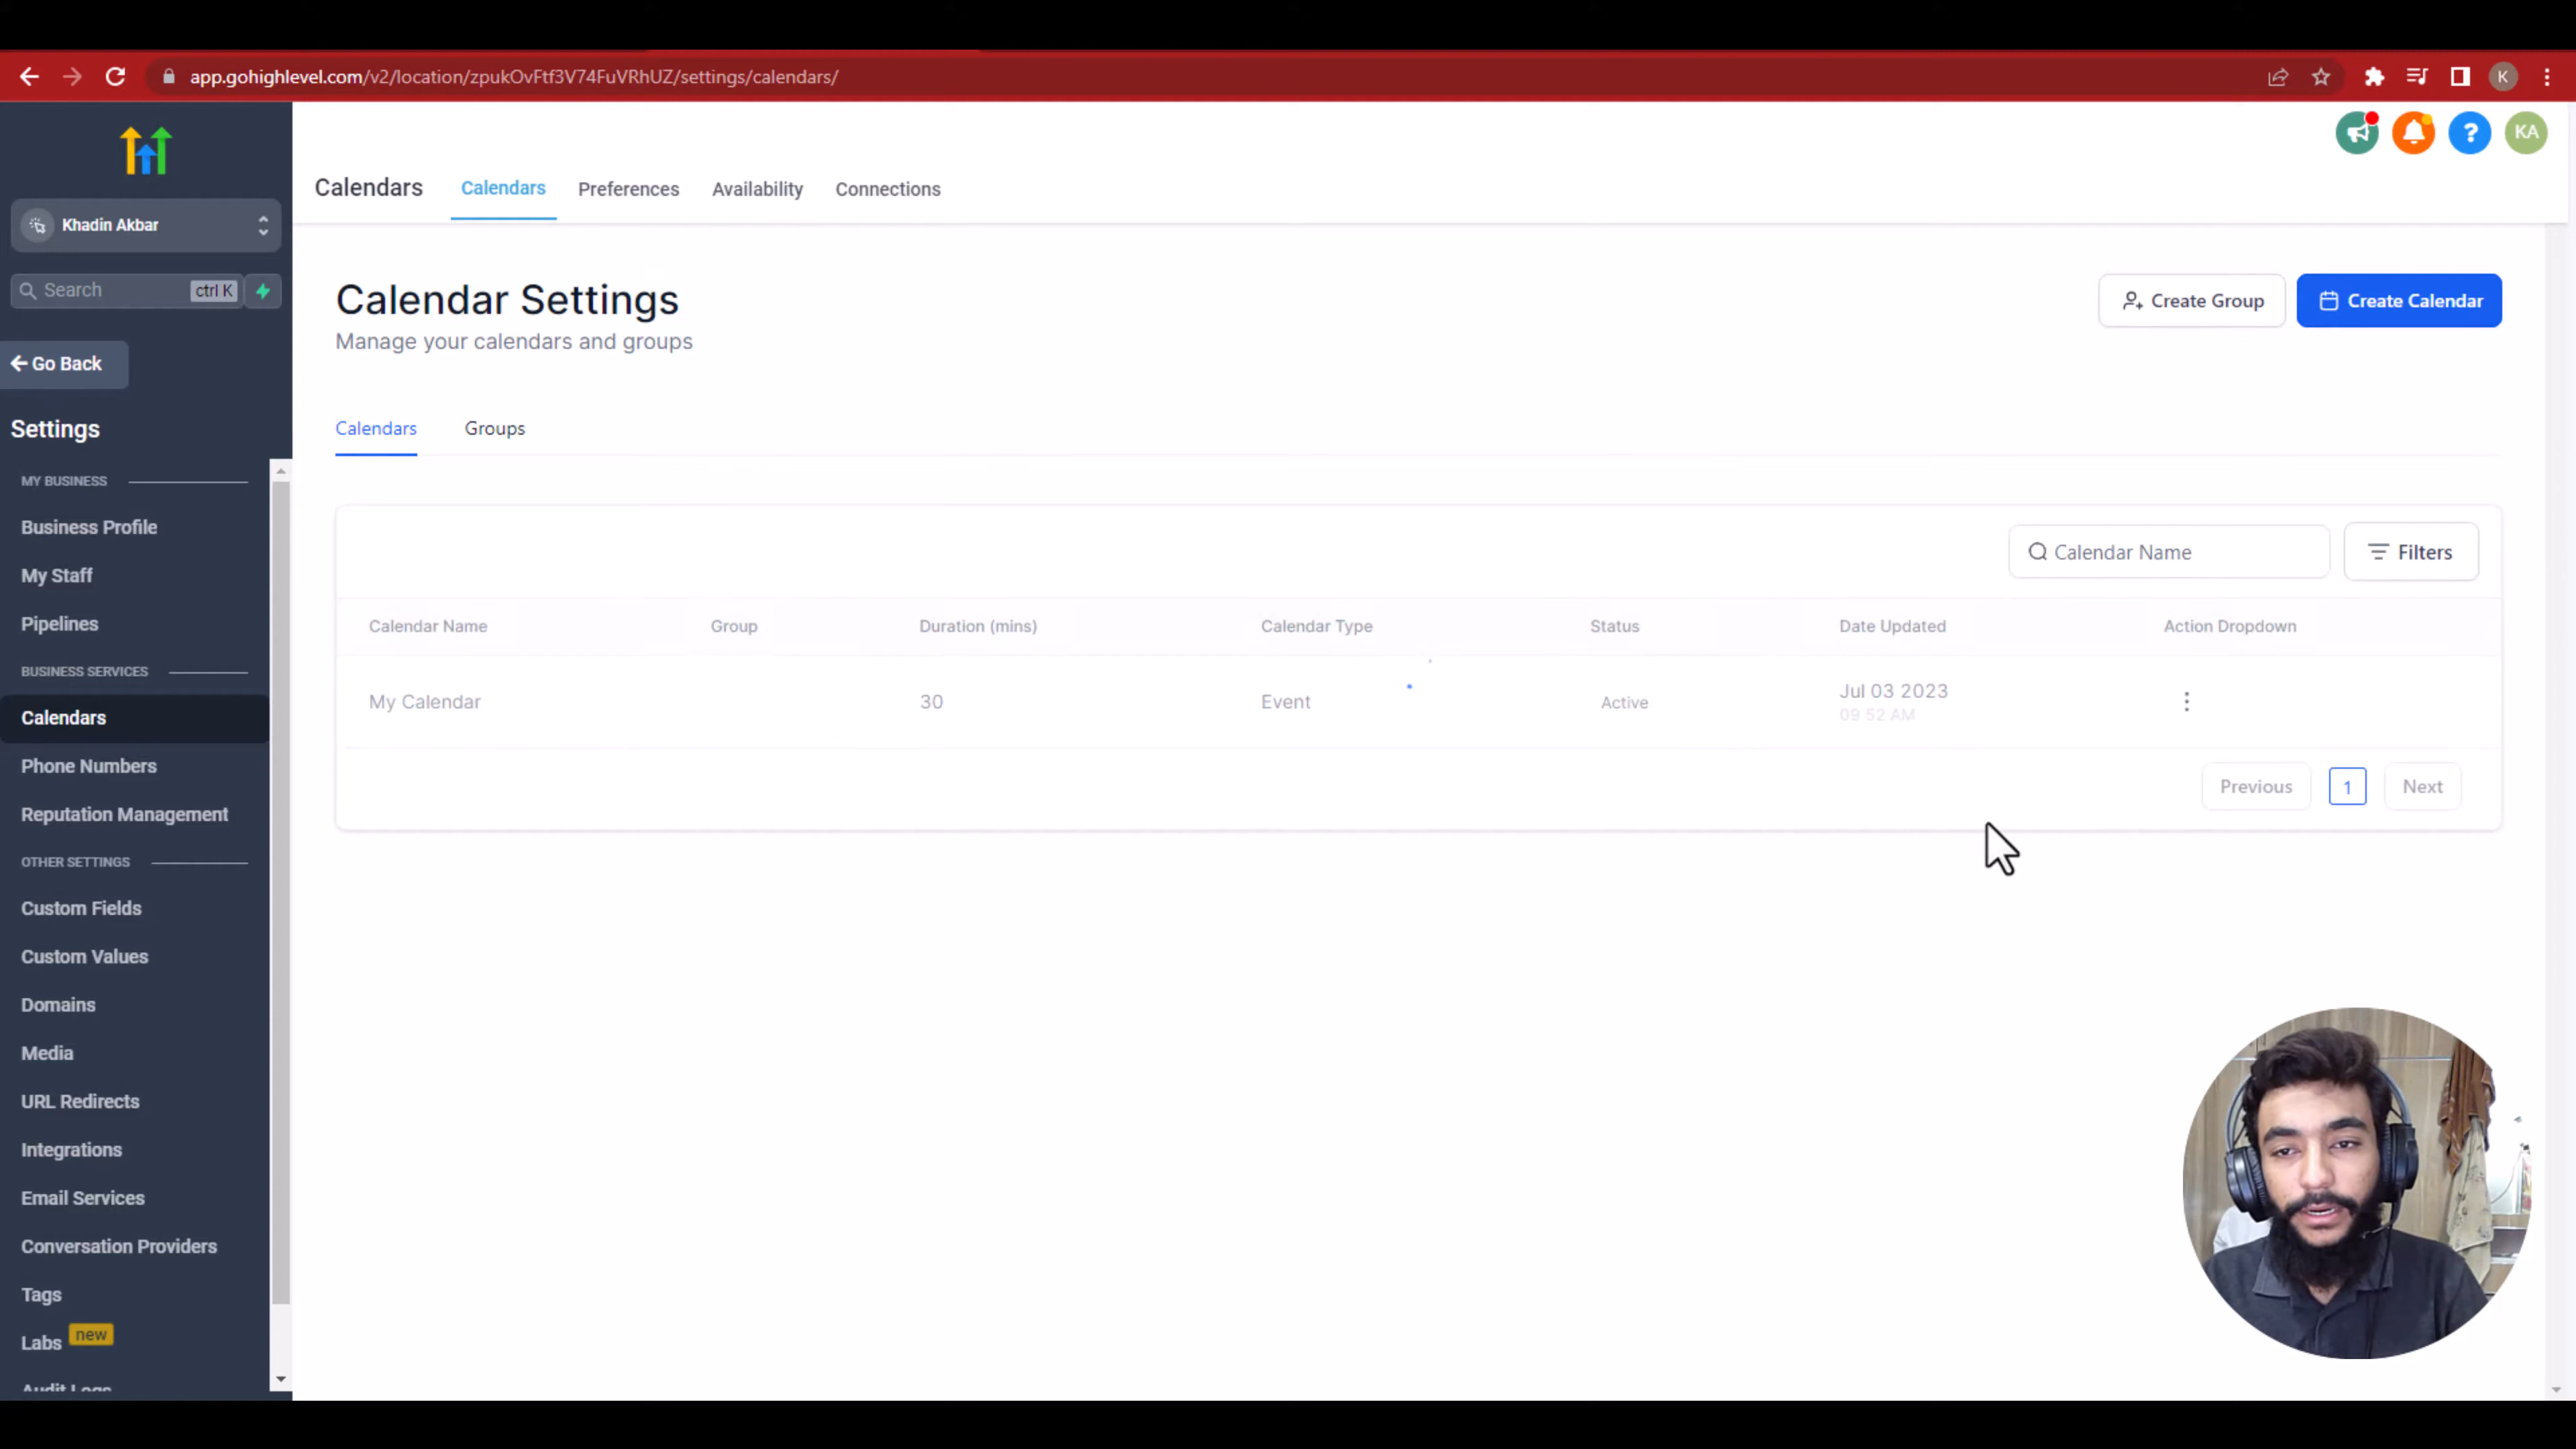 app.gohighlevel.com/v2/location/zpukOvFtf3V74FuVRhUZ/settings/calendars/
K
KA
Khadin Akbar
Search ctrl K
Go Back
Settings
MY BUSINESS
Business Profile
My Staff
Pipelines
BUSINESS SERVICES
Calendars
Phone Numbers
Reputation Management
OTHER SETTINGS
Custom Fields
Custom Values
Domains
Media
URL Redirects
Integrations
Email Services
Conversation Providers
Tags
Labs new
Audit Logs
Calendars Calendars Preferences Availability Connections
Calendar Settings
Manage your calendars and groups
Create Group Create Calendar
Calendars Groups
Calendar Name Filters
Calendar Name Group Duration (mins) Calendar Type Status Date Updated Action Dropdown
My Calendar 30 Event Active Jul 03 2023
09 52 AM
Previous 1 Next